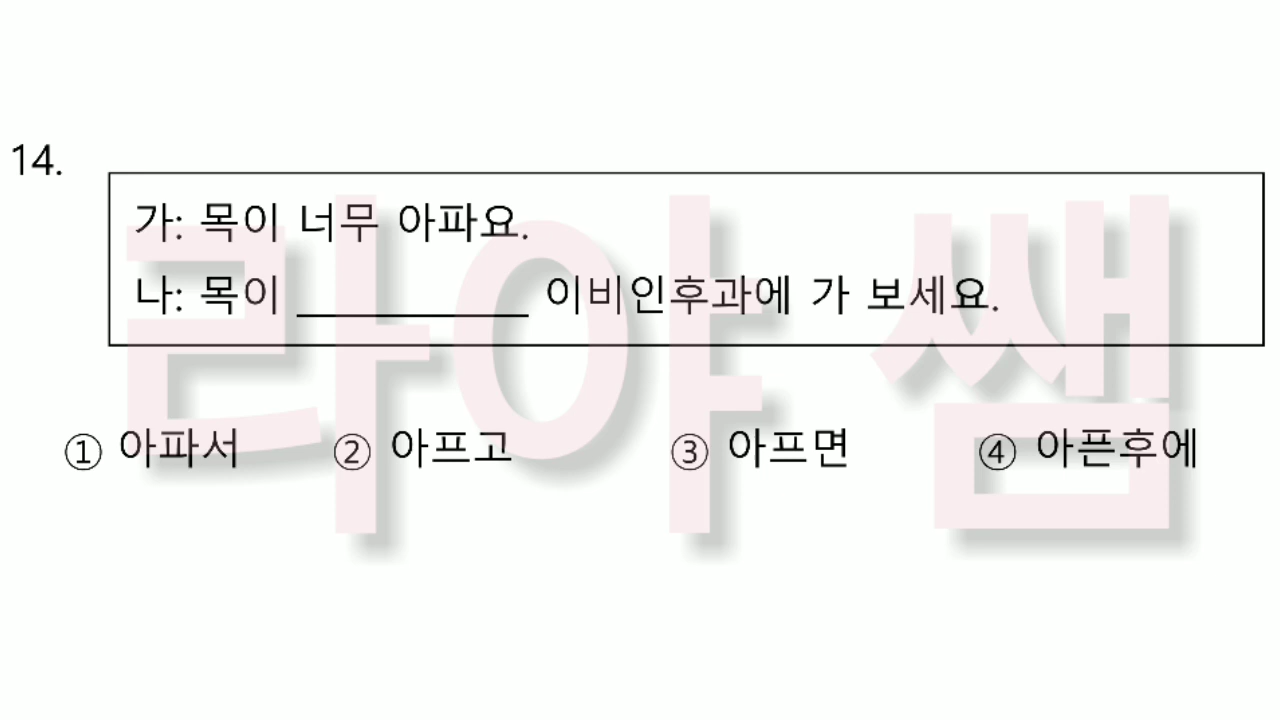 14.
가: 목이 너무 아파요.
나: 목이 ____________ 이비인후과에 가 보세요.
① 아파서 ② 아프고 ③ 아프면 ④ 아픈후에
라야 쌤